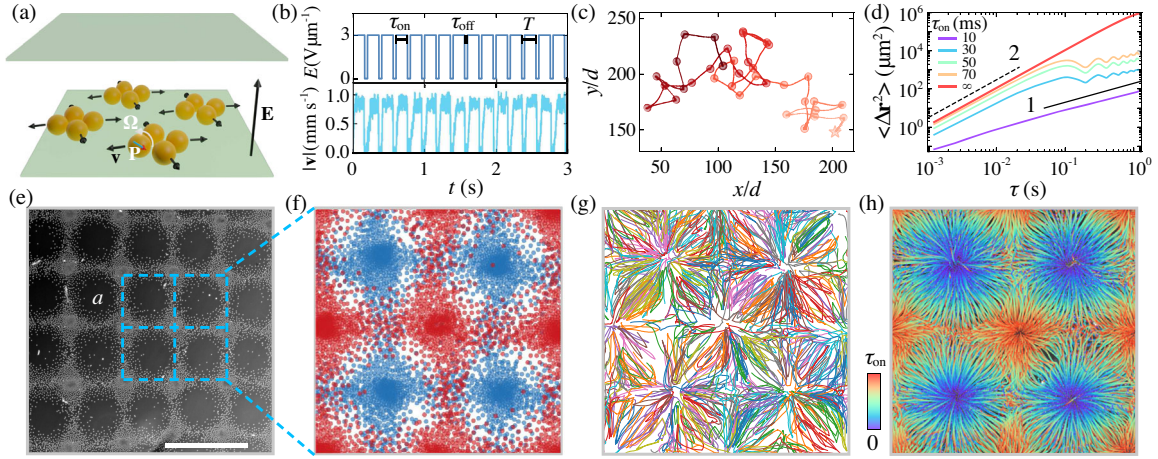 (a)
E
Ω
v
P
(b)
τon
τoff
T
E(Vμm⁻¹)
3
0
|v|(mm s⁻¹)
1.0
0.5
0.0
0
1
2
3
t (s)
(c)
y/d
250
200
150
50
100
150
200
x/d
(d)
τon (ms)
10
30
50
70
∞
2
1
<Δr²> (μm²)
10⁶
10⁴
10²
10⁰
10⁻³
10⁻²
10⁻¹
10⁰
τ (s)
(e)
a
(f)
(g)
(h)
τon
0